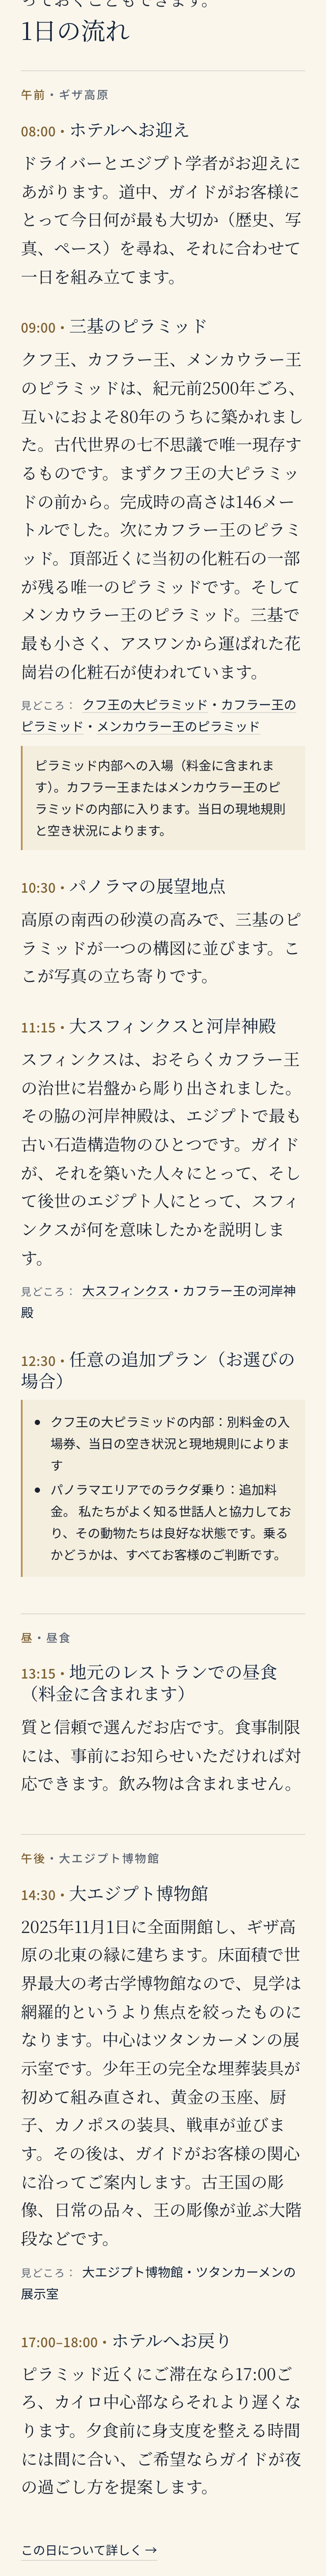 っておくこともできます。
1日の流れ
午前・ギザ高原
08:00・ホテルへお迎え
ドライバーとエジプト学者がお迎えに
あがります。道中、ガイドがお客様に
とって今日何が最も大切か（歴史、写
真、ペース）を尋ね、それに合わせて
一日を組み立てます。
09:00・三基のピラミッド
クフ王、カフラー王、メンカウラー王
のピラミッドは、紀元前2500年ごろ、
互いにおよそ80年のうちに築かれまし
た。古代世界の七不思議で唯一現存す
るものです。まずクフ王の大ピラミッ
ドの前から。完成時の高さは146メー
トルでした。次にカフラー王のピラミ
ッド。頂部近くに当初の化粧石の一部
が残る唯一のピラミッドです。そして
メンカウラー王のピラミッド。三基で
最も小さく、アスワンから運ばれた花
崗岩の化粧石が使われています。
見どころ： クフ王の大ピラミッド・カフラー王の
ピラミッド・メンカウラー王のピラミッド
ピラミッド内部への入場（料金に含まれま
す）。カフラー王またはメンカウラー王のピ
ラミッドの内部に入ります。当日の現地規則
と空き状況によります。
10:30・パノラマの展望地点
高原の南西の砂漠の高みで、三基のピ
ラミッドが一つの構図に並びます。こ
こが写真の立ち寄りです。
11:15・大スフィンクスと河岸神殿
スフィンクスは、おそらくカフラー王
の治世に岩盤から彫り出されました。
その脇の河岸神殿は、エジプトで最も
古い石造構造物のひとつです。ガイド
が、それを築いた人々にとって、そし
て後世のエジプト人にとって、スフィ
ンクスが何を意味したかを説明しま
す。
見どころ： 大スフィンクス・カフラー王の河岸神
殿
12:30・任意の追加プラン（お選びの
場合）
• クフ王の大ピラミッドの内部：別料金の入
場券、当日の空き状況と現地規則によりま
す
• パノラマエリアでのラクダ乗り：追加料
金。 私たちがよく知る世話人と協力してお
り、その動物たちは良好な状態です。乗る
かどうかは、すべてお客様のご判断です。
昼・昼食
13:15・地元のレストランでの昼食
（料金に含まれます）
質と信頼で選んだお店です。食事制限
には、事前にお知らせいただければ対
応できます。飲み物は含まれません。
午後・大エジプト博物館
14:30・大エジプト博物館
2025年11月1日に全面開館し、ギザ高
原の北東の縁に建ちます。床面積で世
界最大の考古学博物館なので、見学は
網羅的というより焦点を絞ったものに
なります。中心はツタンカーメンの展
示室です。少年王の完全な埋葬装具が
初めて組み直され、黄金の玉座、厨
子、カノポスの装具、戦車が並びま
す。その後は、ガイドがお客様の関心
に沿ってご案内します。古王国の彫
像、日常の品々、王の彫像が並ぶ大階
段などです。
見どころ： 大エジプト博物館・ツタンカーメンの
展示室
17:00–18:00・ホテルへお戻り
ピラミッド近くにご滞在なら17:00ご
ろ、カイロ中心部ならそれより遅くな
ります。夕食前に身支度を整える時間
には間に合い、ご希望ならガイドが夜
の過ごし方を提案します。
この日について詳しく →